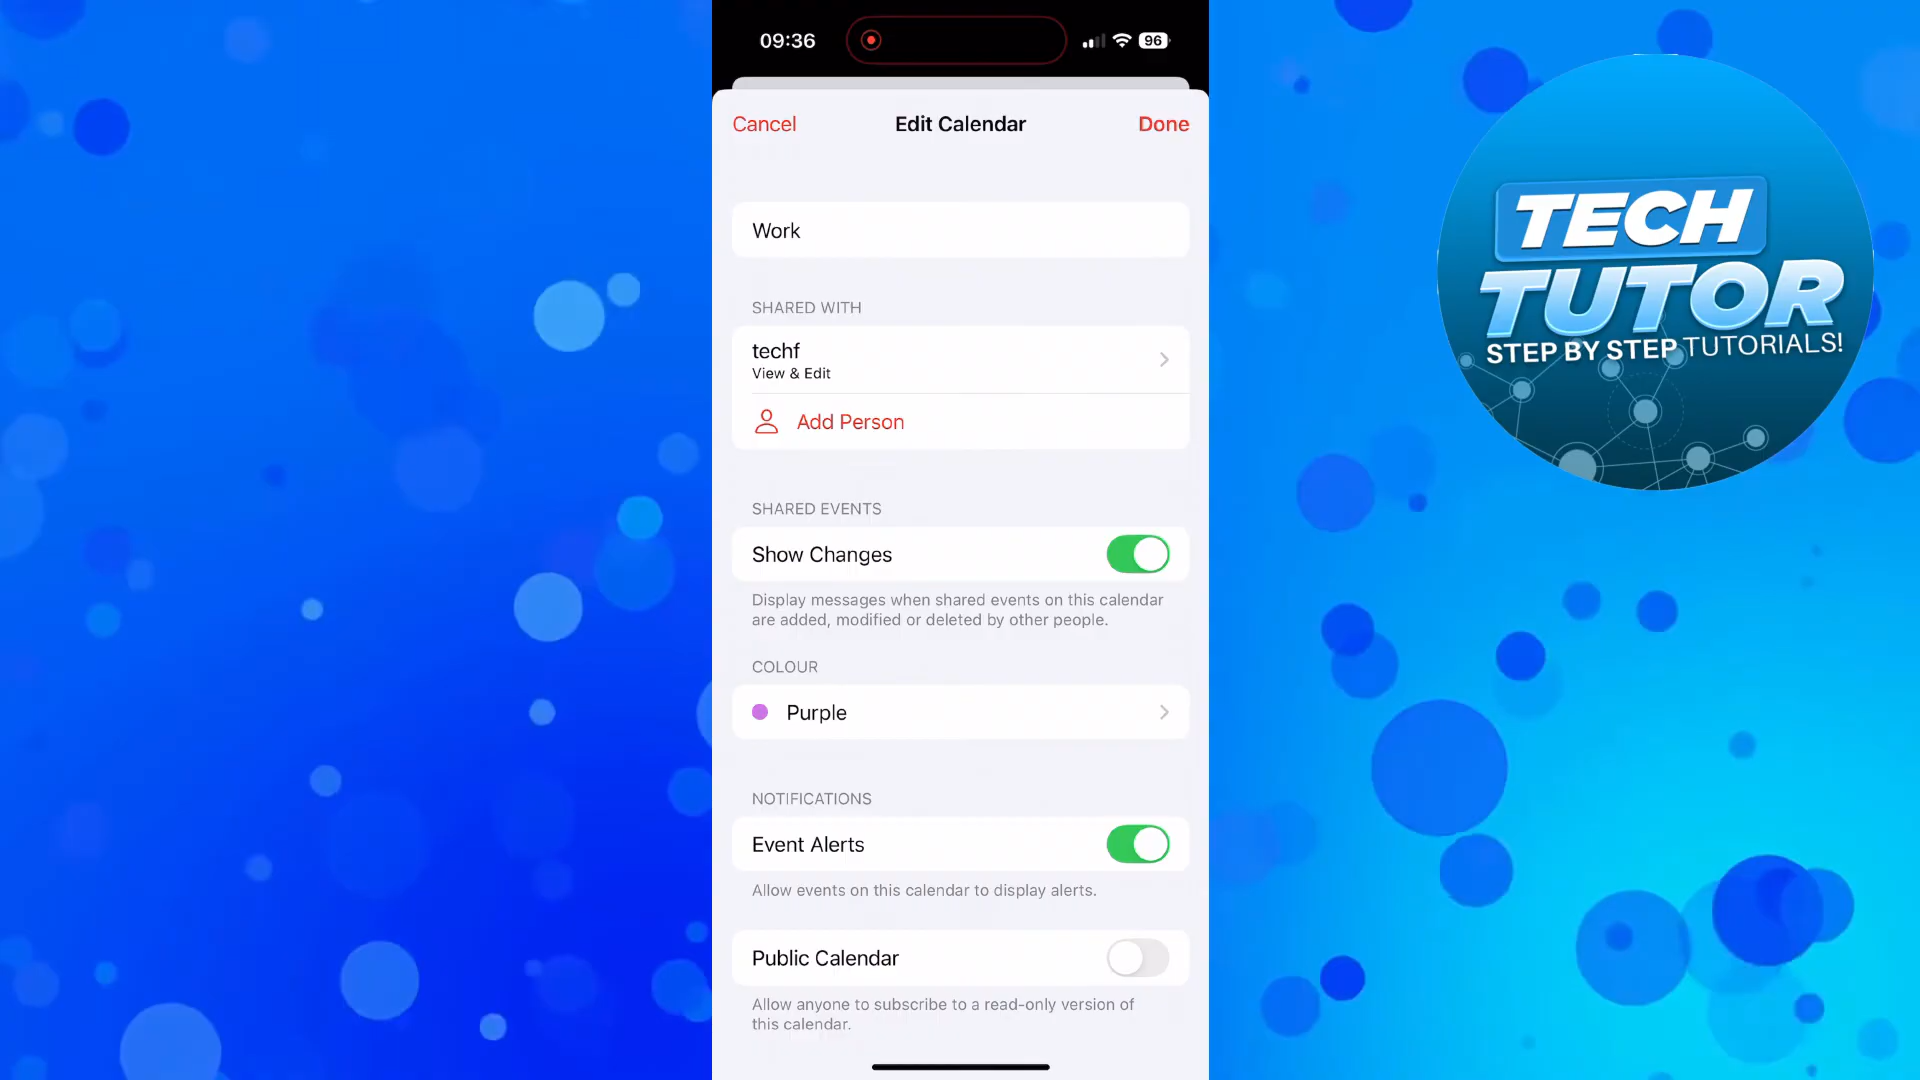 09:36
96
Cancel
Edit Calendar
Done
Work
SHARED WITH
techf
View & Edit
Add Person
SHARED EVENTS
Show Changes
Display messages when shared events on this calendar
are added, modified or deleted by other people.
COLOUR
Purple
NOTIFICATIONS
Event Alerts
Allow events on this calendar to display alerts.
Public Calendar
Allow anyone to subscribe to a read-only version of
this calendar.
TECH
TUTOR
STEP BY STEP TUTORIALS!